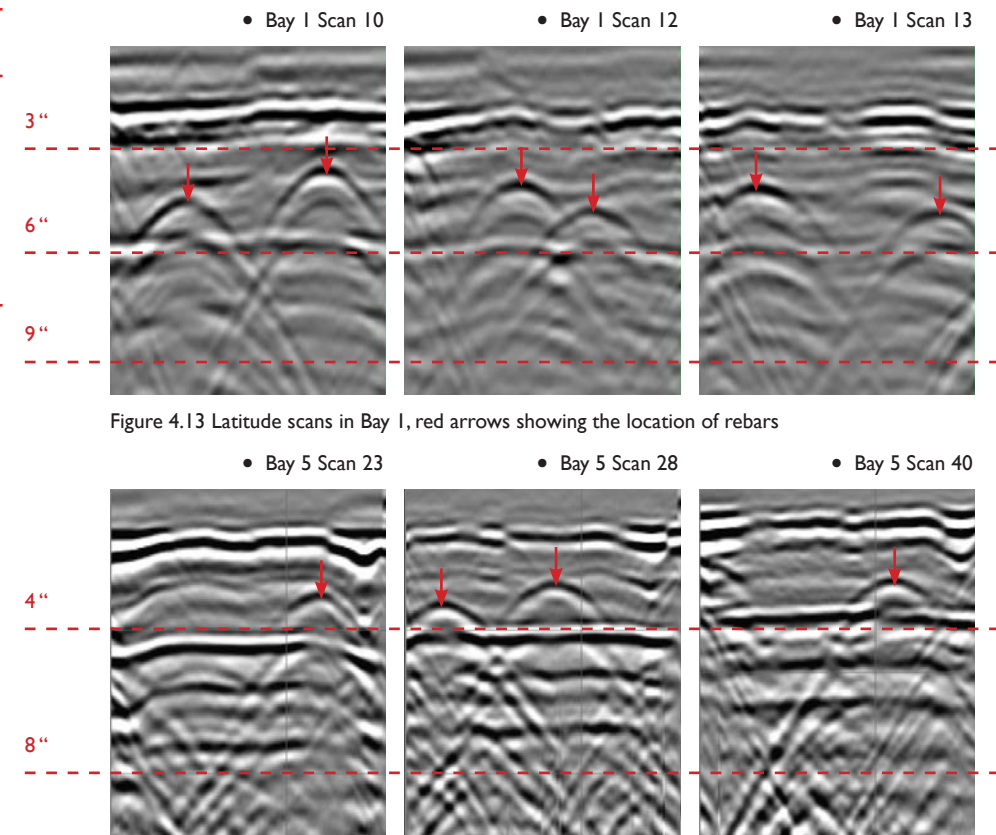 • Bay 1 Scan 10
• Bay 1 Scan 12
• Bay 1 Scan 13
3“
6“
9“
Figure 4.13 Latitude scans in Bay 1, red arrows showing the location of rebars
• Bay 5 Scan 23
• Bay 5 Scan 28
• Bay 5 Scan 40
4“
8“